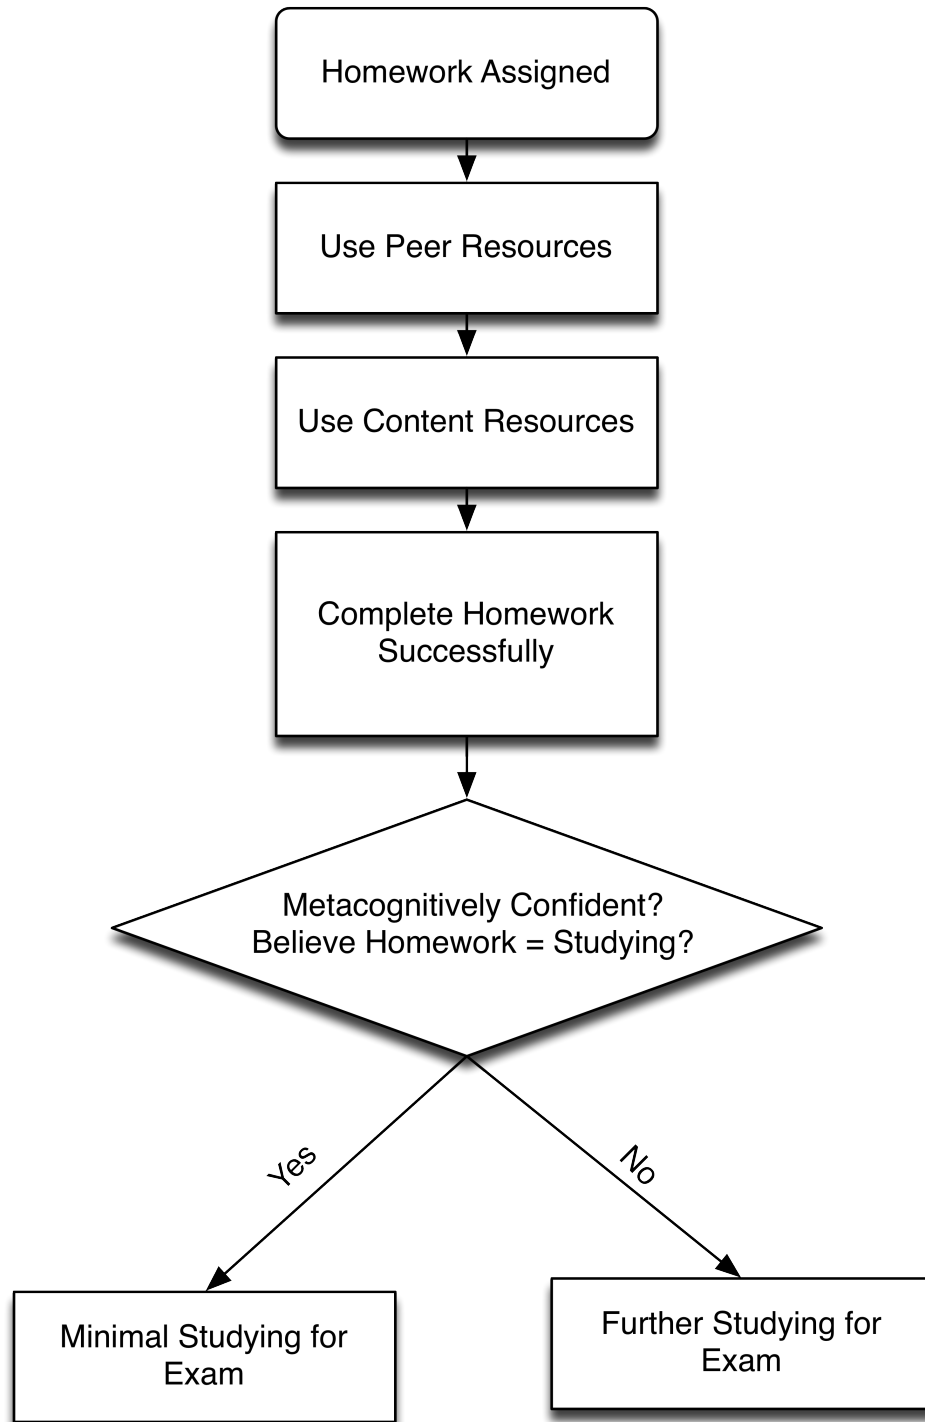 Homework Assigned
Use Peer Resources
Use Content Resources
Complete Homework
Successfully
Metacognitively Confident?
Believe Homework = Studying?
Yes
No
Minimal Studying for
Exam
Further Studying for
Exam